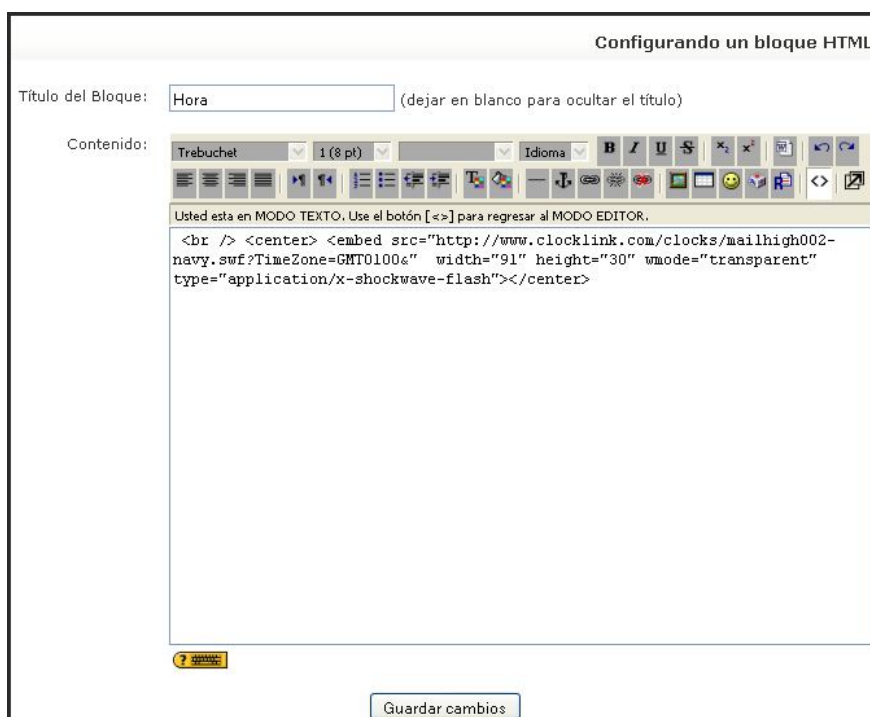 Configurando un bloque HTML
Título del Bloque: Hora (dejar en blanco para ocultar el título)
Contenido:
Trebuchet 1 (8 pt) Idioma B I U S x₂ x²
Usted esta en MODO TEXTO. Use el botón [<>] para regresar al MODO EDITOR.
<br /> <center> <embed src="http://www.clocklink.com/clocks/mailhigh002-
navy.swf?TimeZone=GMT0100&" width="91" height="30" wmode="transparent"
type="application/x-shockwave-flash"></center>
?
Guardar cambios